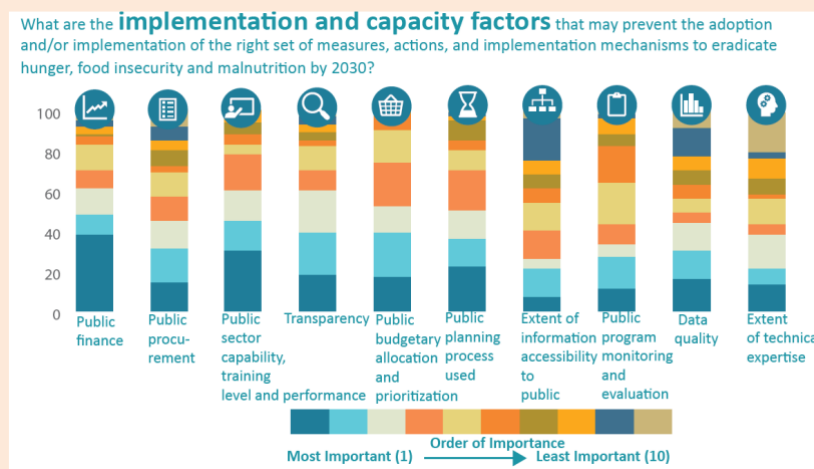 What are the implementation and capacity factors that may prevent the adoption
and/or implementation of the right set of measures, actions, and implementation mechanisms to eradicate
hunger, food insecurity and malnutrition by 2030?
100
80
60
40
20
0
Public
finance
Public
procu-
rement
Public
sector
capability,
training
level and performance
Transparency
Public
budgetary
allocation
and
prioritization
Public
planning
process
used
Extent of
information
accessibility
to
public
Public
program
monitoring
and
evaluation
Data
quality
Extent
of technica
expertise
Order of Importance
Most Important (1)
Least Important (10)